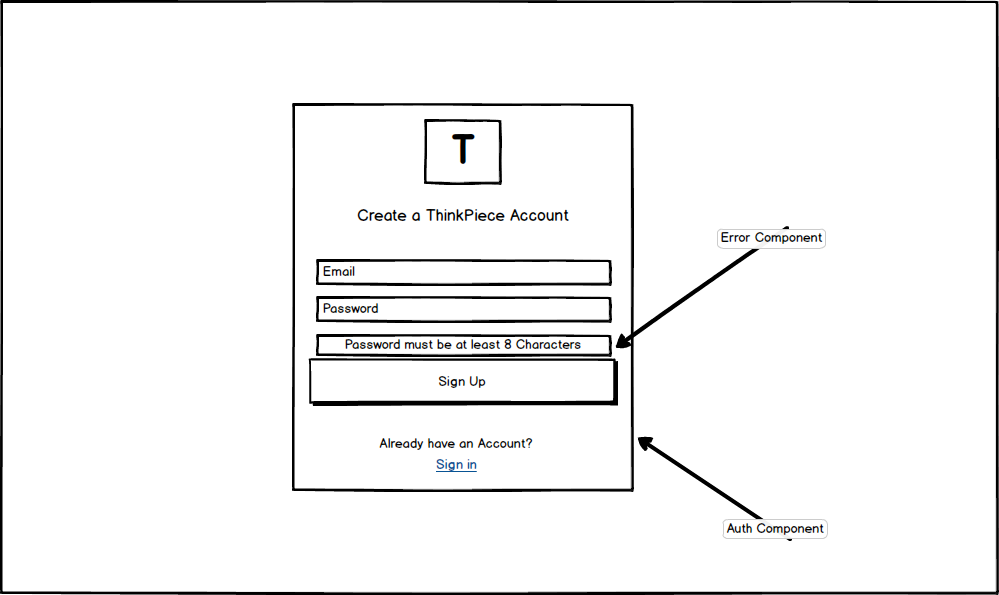 T
Create a ThinkPiece Account
Error Component
Email
Password
Password must be at least 8 Characters
Sign Up
Already have an Account?
Sign in
Auth Component